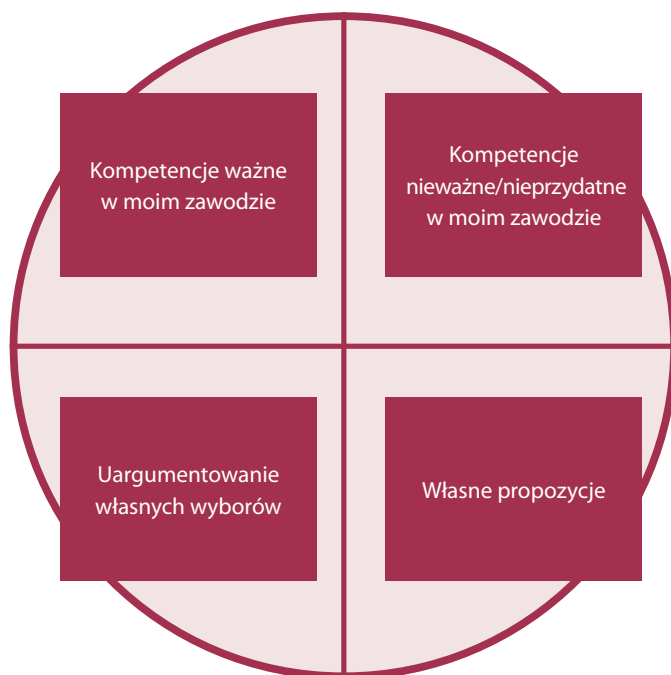 Kompetencje ważne
w moim zawodzie
Kompetencje
nieważne/nieprzydatne
w moim zawodzie
Uargumentowanie
własnych wyborów
Własne propozycje